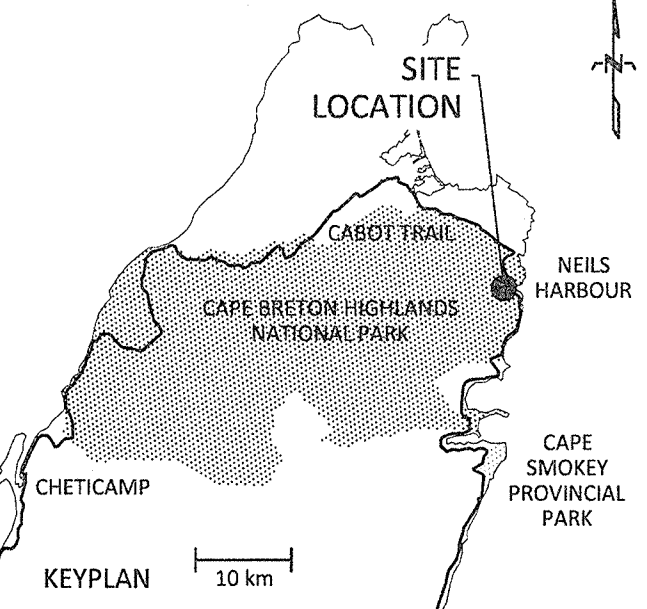 SITE
LOCATION
N
CABOT TRAIL
NEILS
HARBOUR
CAPE BRETON HIGHLANDS
NATIONAL PARK
CAPE
SMOKEY
PROVINCIAL
PARK
CHETICAMP
KEYPLAN
10 km